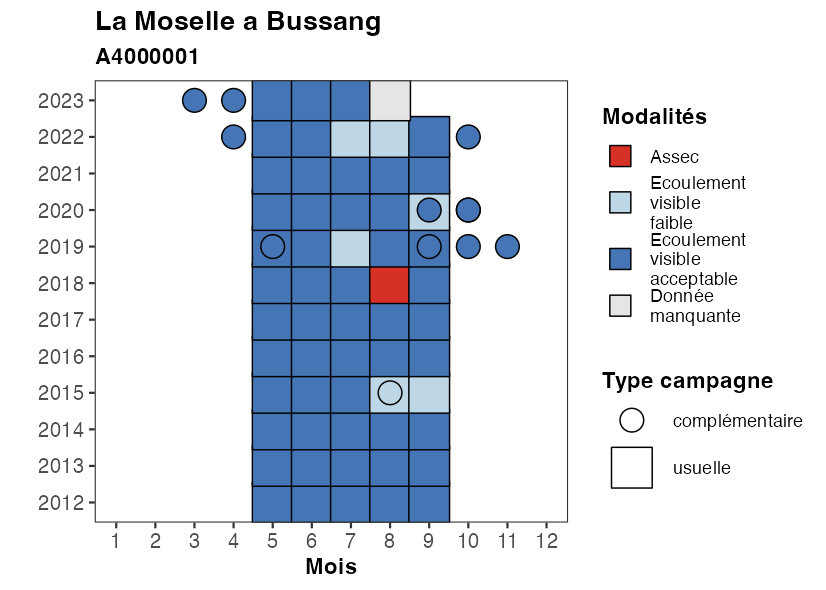 La Moselle a Bussang
A4000001
2023
2022
2021
2020
2019
2018
2017
2016
2015
2014
2013
2012
1 2 3 4 5 6 7 8 9 10 11 12
Mois
Modalités
Assec
Ecoulement
visible
faible
Ecoulement
visible
acceptable
Donnée
manquante
Type campagne
complémentaire
usuelle